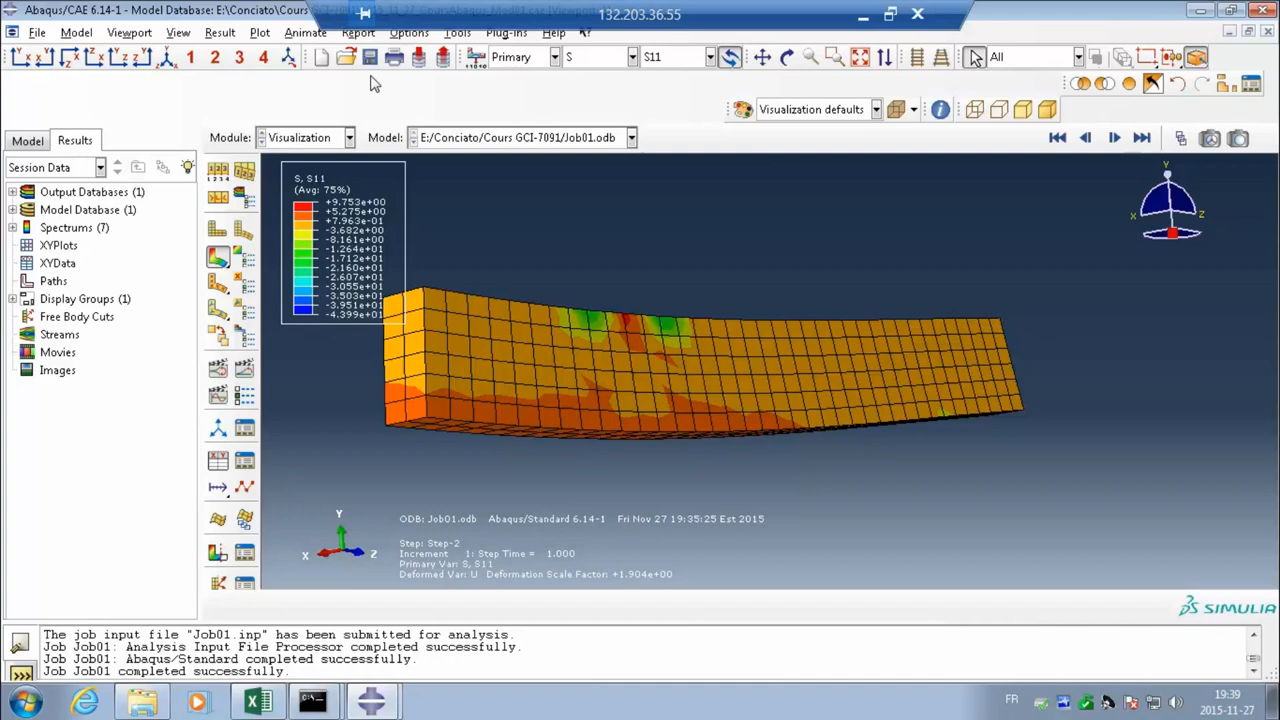 Abaqus/CAE 6.14-1 - Model Database: E:\Conciato\Cours
132.203.36.55
File Model Viewport View Result Plot Animate Report Options Tools Plug-ins Help
1 2 3 4 Primary S S11 All
Visualization defaults
Model Results Module: Visualization Model: E:/Conciato/Cours GCI-7091/Job01.odb
Session Data
Output Databases (1)
Model Database (1)
Spectrums (7)
XYPlots
XYData
Paths
Display Groups (1)
Free Body Cuts
Streams
Movies
Images
S, S11
(Avg: 75%)
+9.753e+00
+5.275e+00
+7.963e-01
-3.682e+00
-8.161e+00
-1.264e+01
-1.712e+01
-2.160e+01
-2.607e+01
-3.055e+01
-3.503e+01
-3.951e+01
-4.399e+01
Y
X Z
Y
X Z
ODB: Job01.odb Abaqus/Standard 6.14-1 Fri Nov 27 19:35:25 Est 2015
Step: Step-2
Increment 1: Step Time = 1.000
Primary Var: S, S11
Deformed Var: U Deformation Scale Factor: +1.904e+00
SIMULIA
The job input file "Job01.inp" has been submitted for analysis.
Job Job01: Analysis Input File Processor completed successfully.
Job Job01: Abaqus/Standard completed successfully.
Job Job01 completed successfully.
FR
19:39
2015-11-27